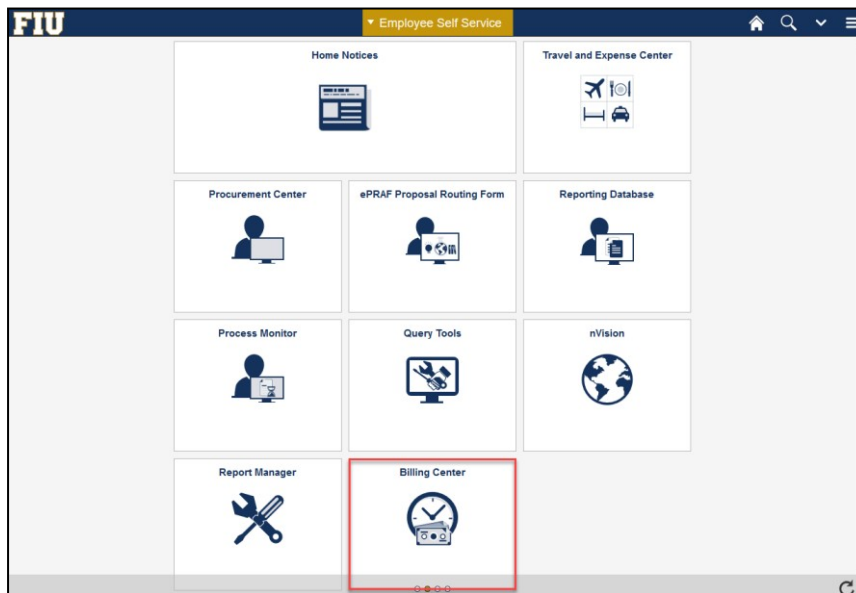 FIU
Employee Self Service
Home Notices
Travel and Expense Center
Procurement Center
ePRAF Proposal Routing Form
Reporting Database
Process Monitor
Query Tools
nVision
Report Manager
Billing Center